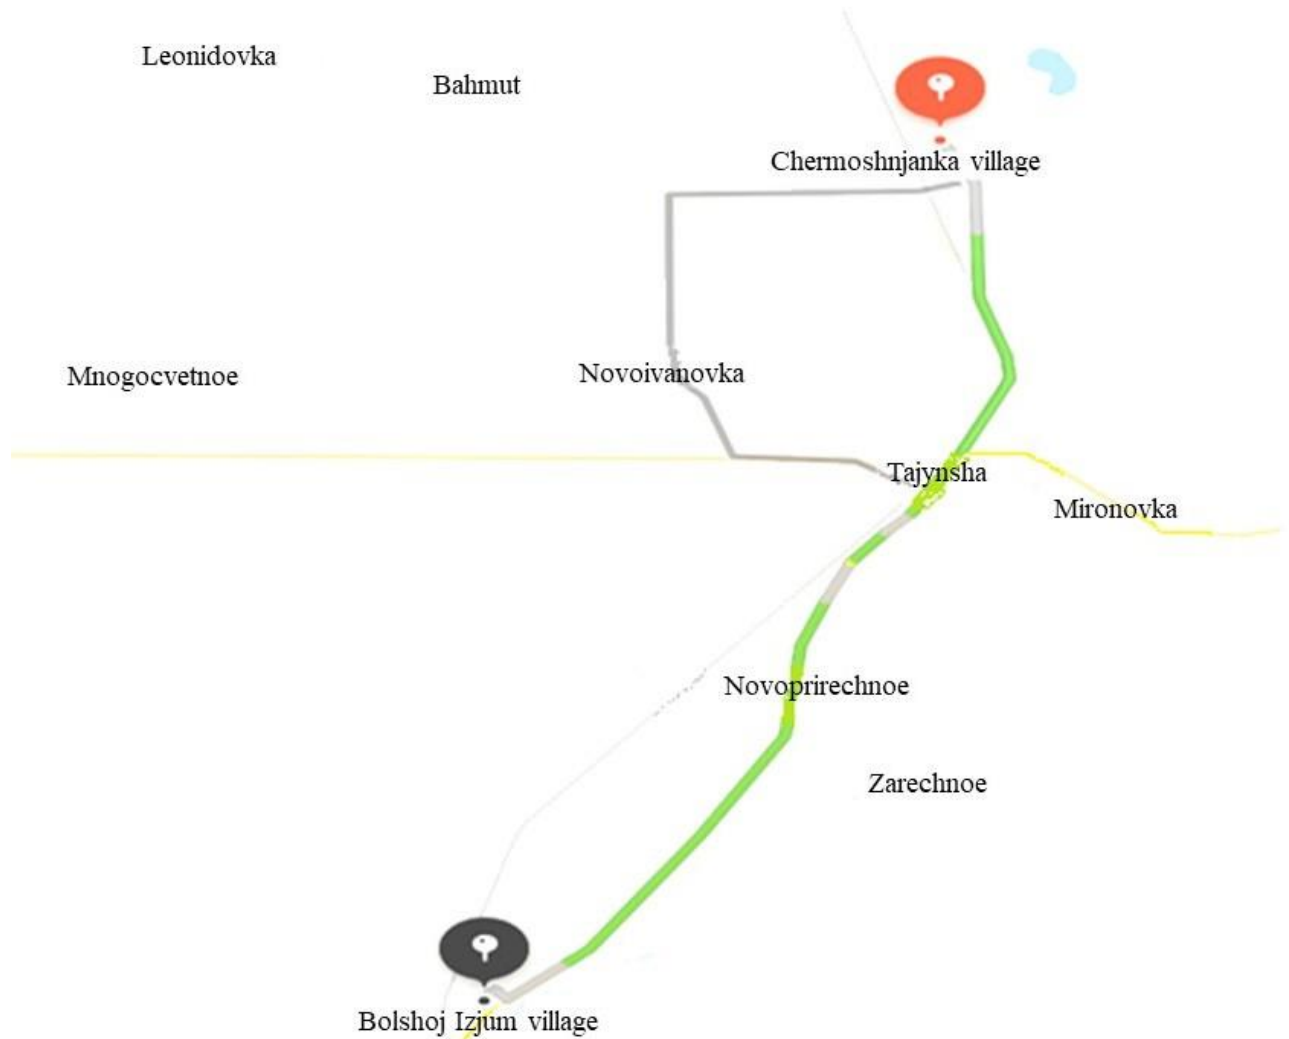 Leonidovka
Bahmut
Chermoshnjanka village
Mnogocvetnoe
Novoivanovka
Tajynsha
Mironovka
Novoprirechnoe
Zarechnoe
Bolshoj Izjum village